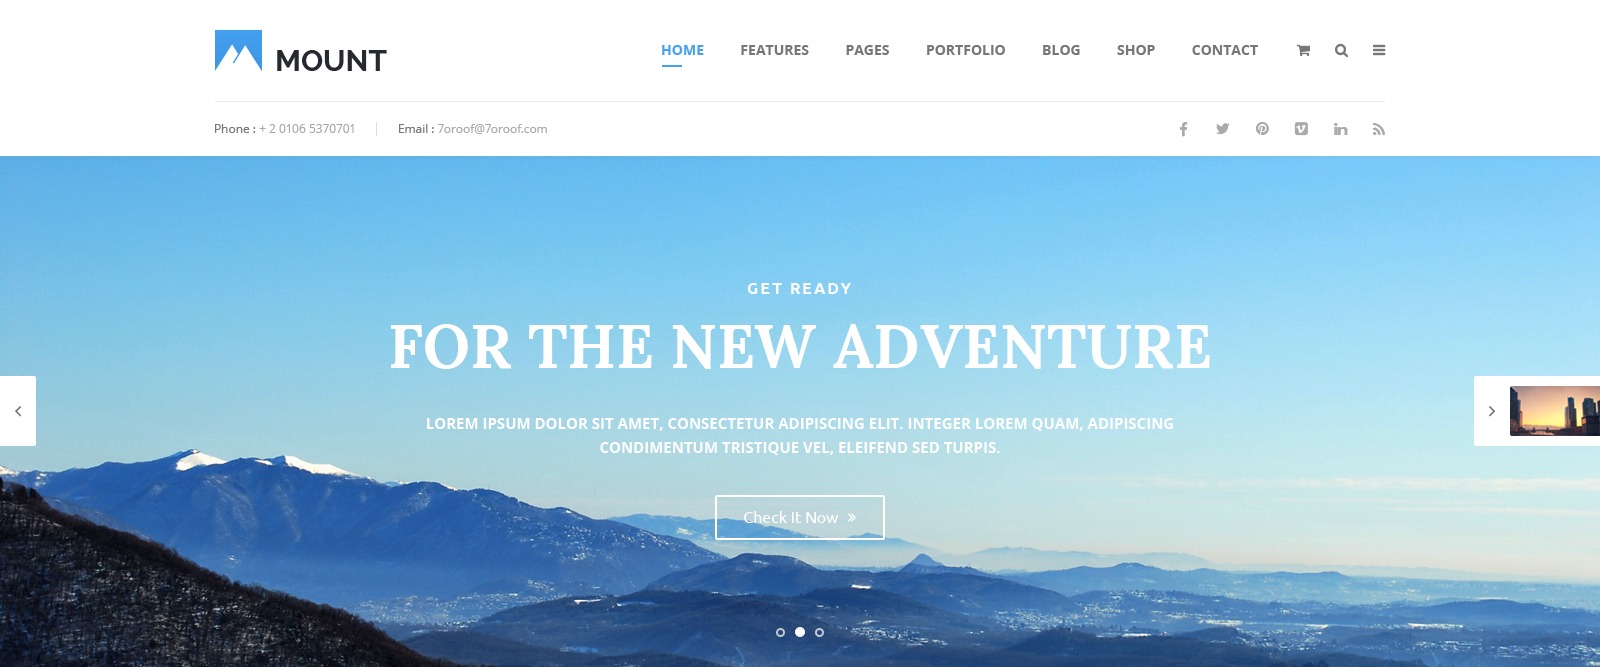 MOUNT
HOME FEATURES PAGES PORTFOLIO BLOG SHOP CONTACT
Phone : + 2 0106 5370701 Email : 7oroof@7oroof.com
GET READY
FOR THE NEW ADVENTURE
LOREM IPSUM DOLOR SIT AMET, CONSECTETUR ADIPISCING ELIT. INTEGER LOREM QUAM, ADIPISCING
CONDIMENTUM TRISTIQUE VEL, ELEIFEND SED TURPIS.
Check It Now »